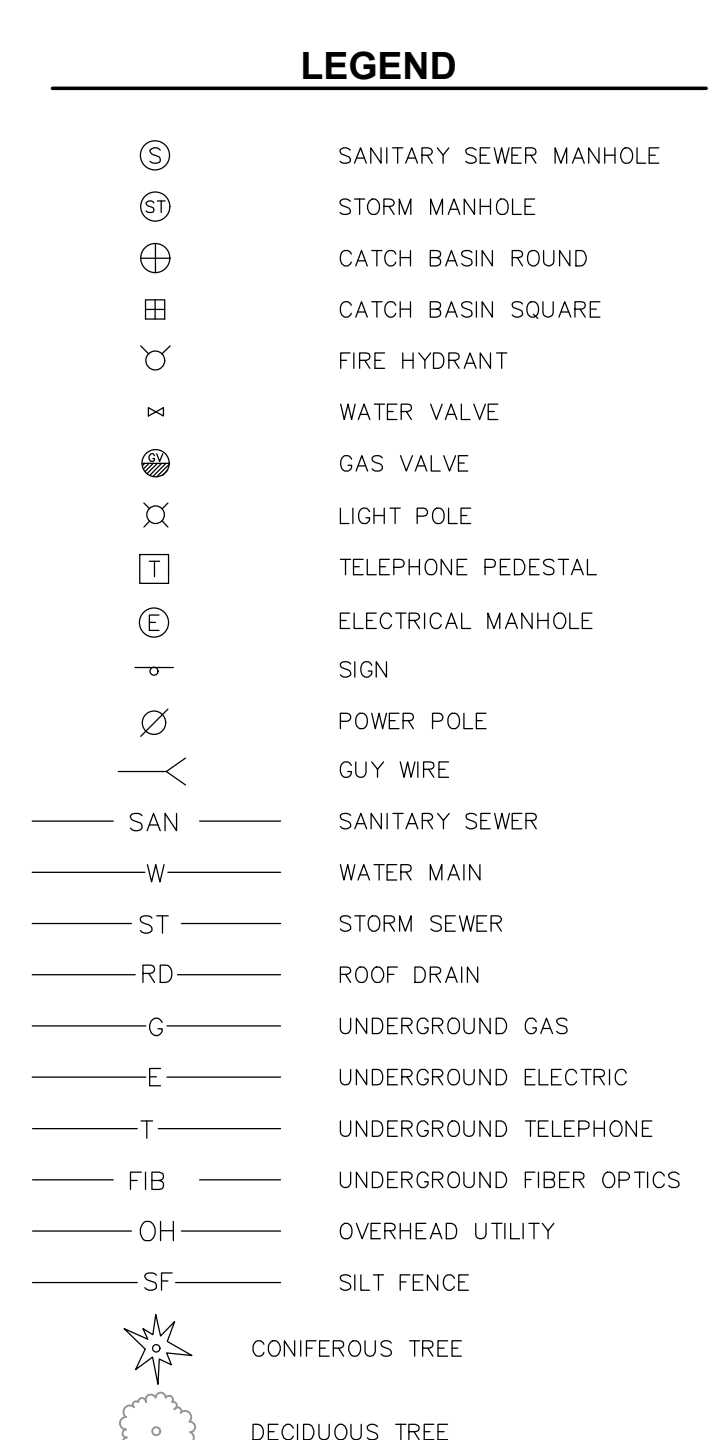 LEGEND
S SANITARY SEWER MANHOLE
ST STORM MANHOLE
CATCH BASIN ROUND
CATCH BASIN SQUARE
FIRE HYDRANT
WATER VALVE
GV GAS VALVE
LIGHT POLE
T TELEPHONE PEDESTAL
E ELECTRICAL MANHOLE
SIGN
POWER POLE
GUY WIRE
SAN SANITARY SEWER
W WATER MAIN
ST STORM SEWER
RD ROOF DRAIN
G UNDERGROUND GAS
E UNDERGROUND ELECTRIC
T UNDERGROUND TELEPHONE
FIB UNDERGROUND FIBER OPTICS
OH OVERHEAD UTILITY
SF SILT FENCE
CONIFEROUS TREE
DECIDUOUS TREE